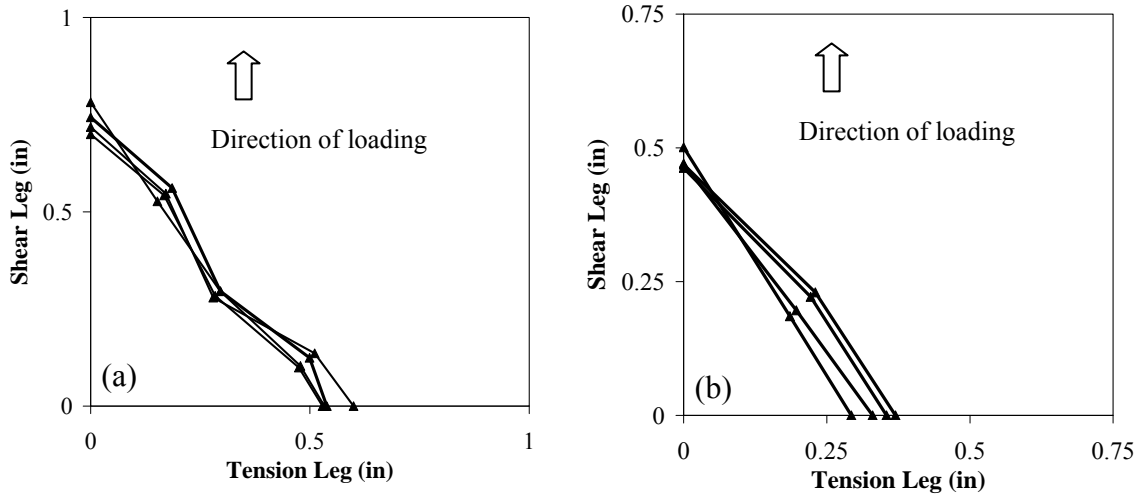 1
0.5
0
Shear Leg (in)
Direction of loading
(a)
0
0.5
1
Tension Leg (in)
0.75
0.5
0.25
0
Shear Leg (in)
Direction of loading
(b)
0
0.25
0.5
0.75
Tension Leg (in)